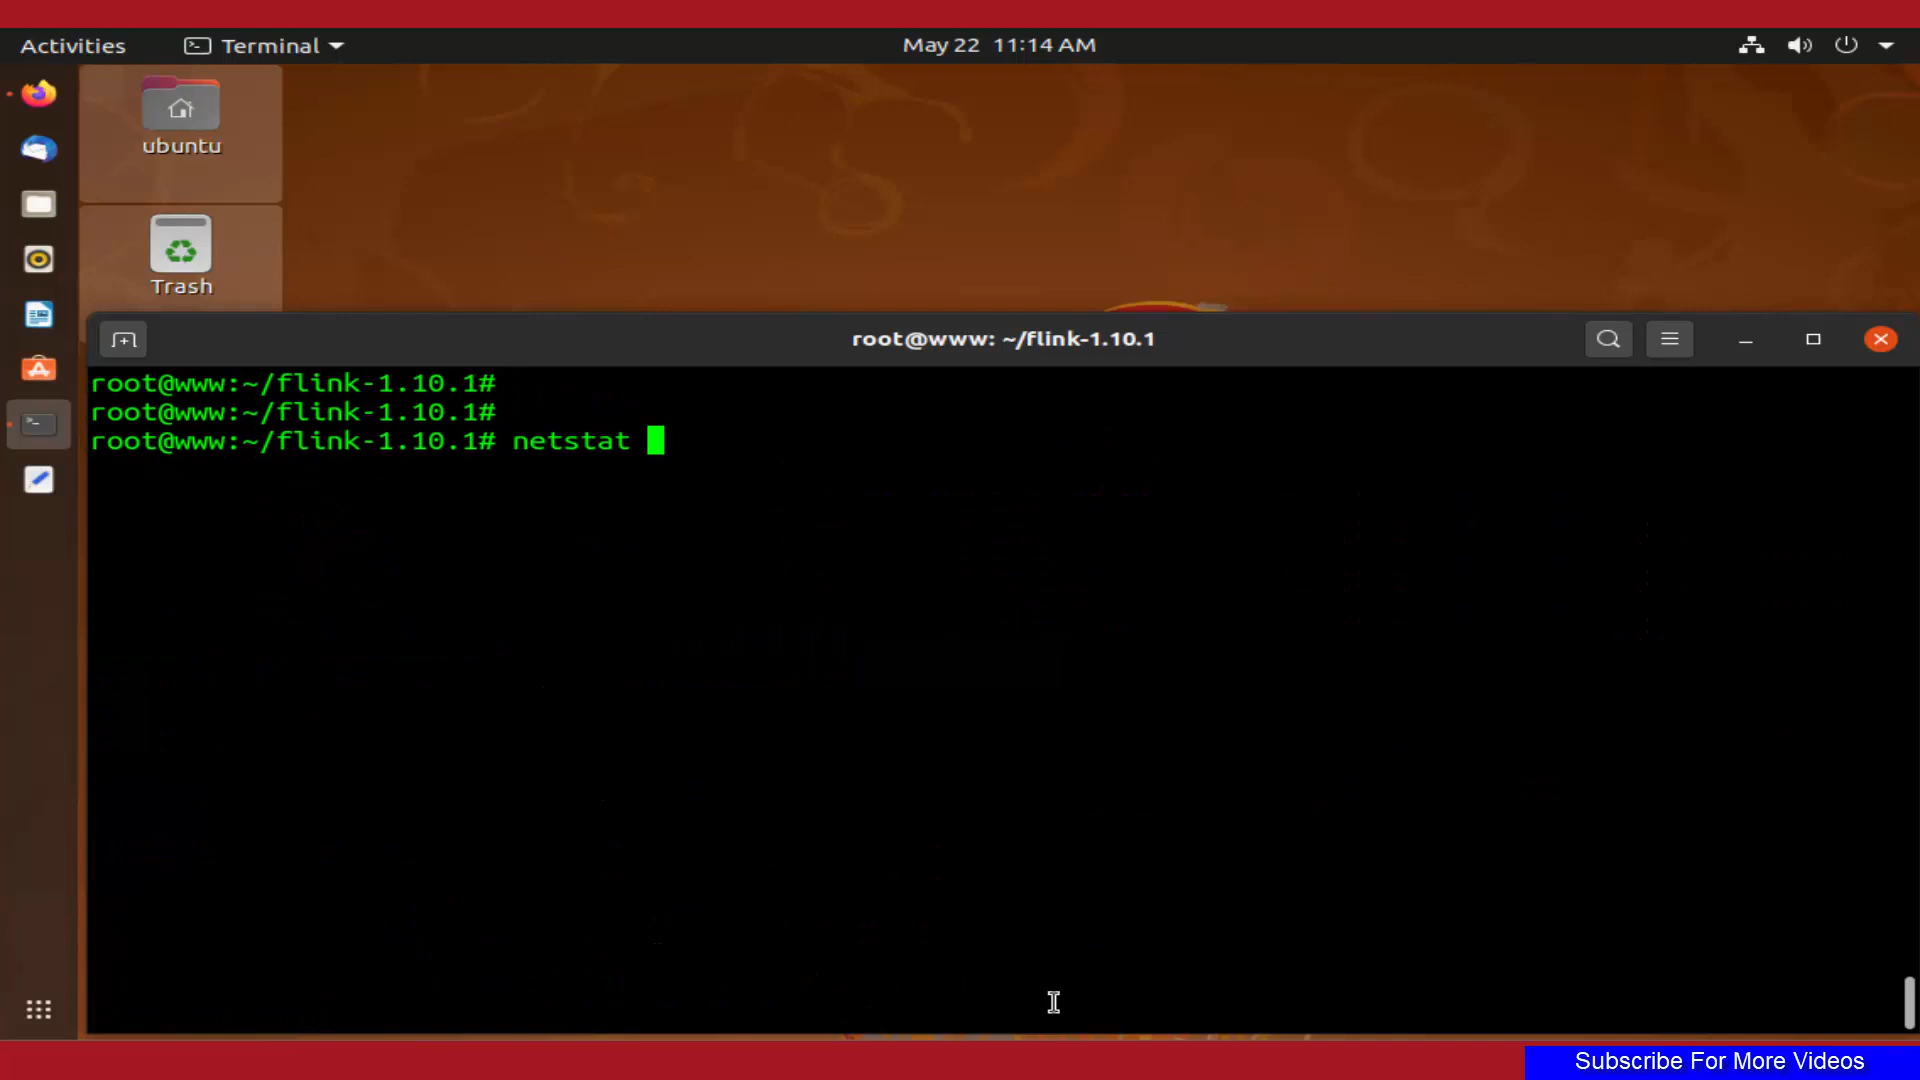 Activities Terminal May 22 11:14 AM
ubuntu
Trash
root@www: ~/flink-1.10.1
root@www:~/flink-1.10.1#
root@www:~/flink-1.10.1#
root@www:~/flink-1.10.1# netstat
Subscribe For More Videos